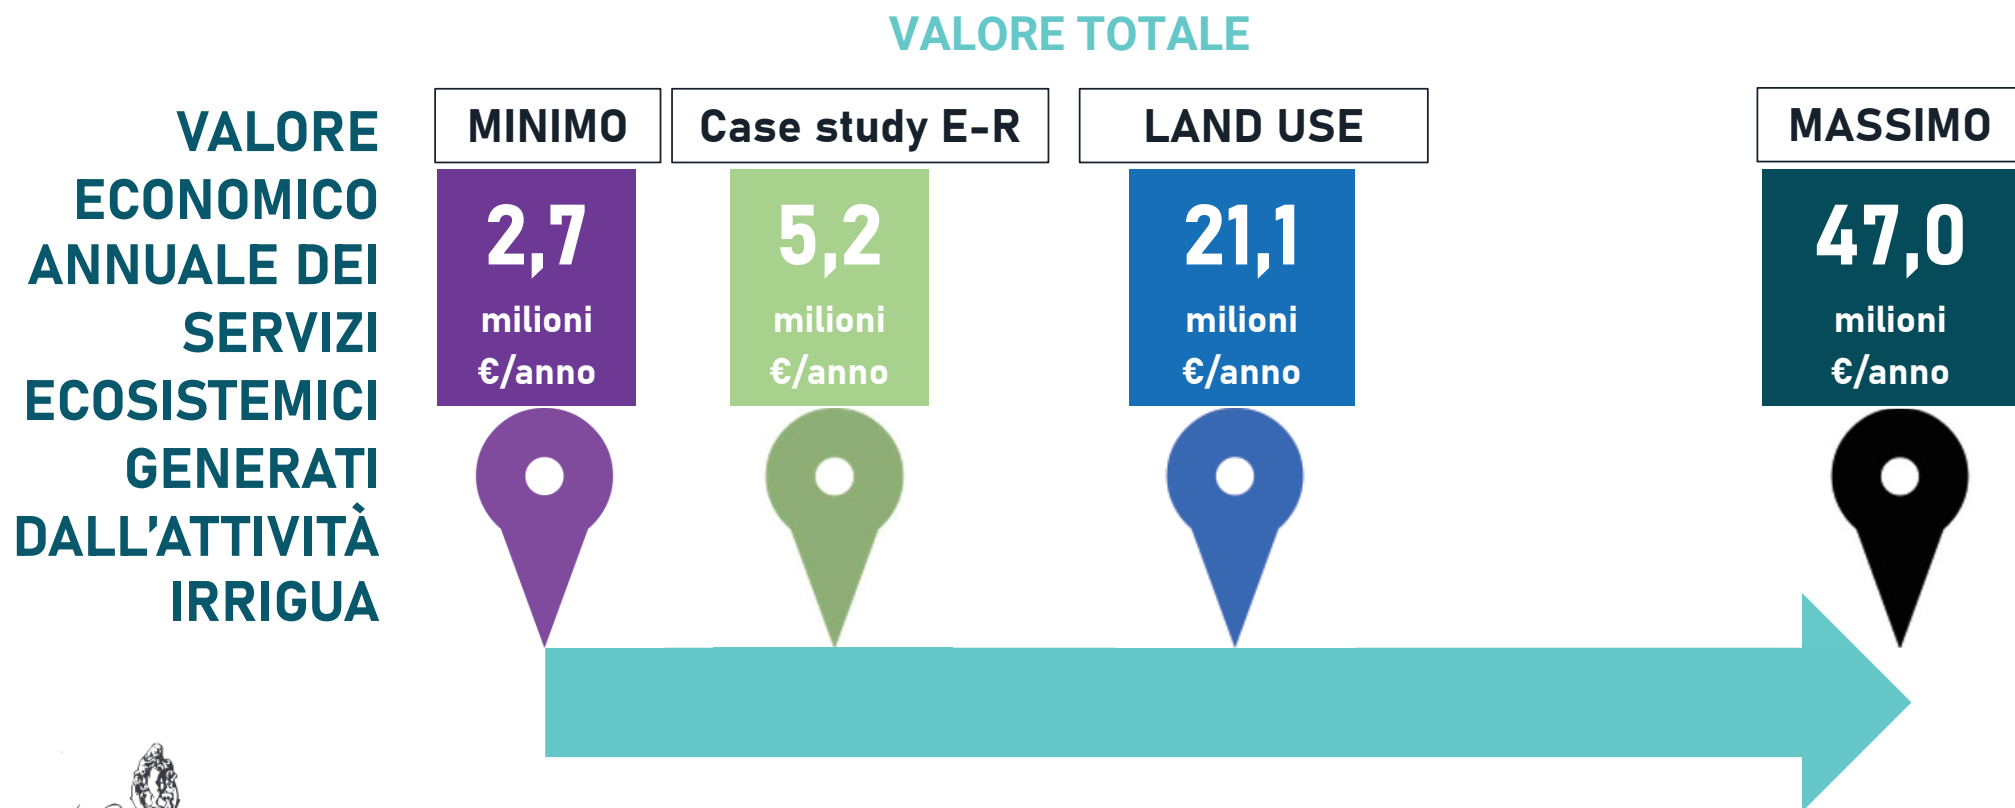 VALORE TOTALE
VALORE
ECONOMICO
ANNUALE DEI
SERVIZI
ECOSISTEMICI
GENERATI
DALL'ATTIVITÀ
IRRIGUA
MINIMO
2,7
milioni
€/anno
Case study E-R
5,2
milioni
€/anno
LAND USE
21,1
milioni
€/anno
MASSIMO
47,0
milioni
€/anno